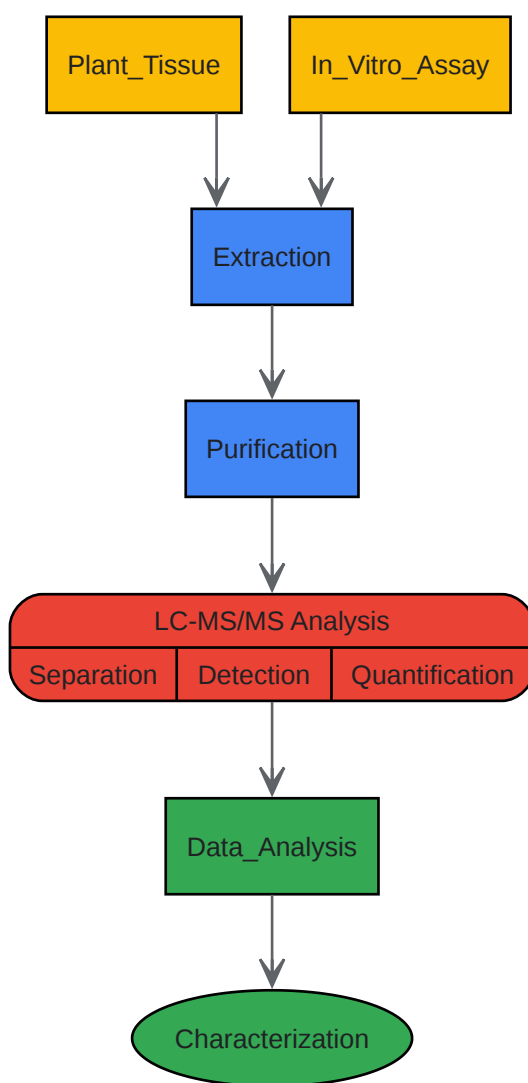 Plant_Tissue
In_Vitro_Assay
Extraction
Purification
LC-MS/MS Analysis
Separation
Detection
Quantification
Data_Analysis
Characterization